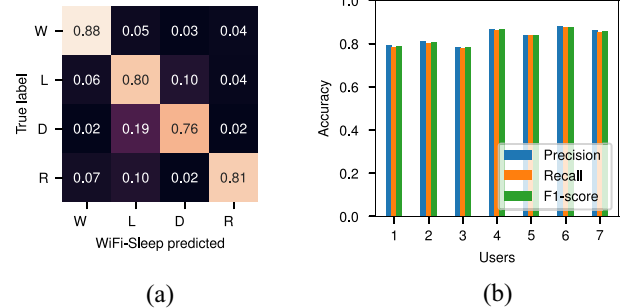 True label
W 0.88 0.05 0.03 0.04
L 0.06 0.80 0.10 0.04
D 0.02 0.19 0.76 0.02
R 0.07 0.10 0.02 0.81
W L D R
WiFi-Sleep predicted
(a)
Accuracy
1.0
0.8
0.6
0.4
0.2
0.0
Precision
Recall
F1-score
1 2 3 4 5 6 7
Users
(b)